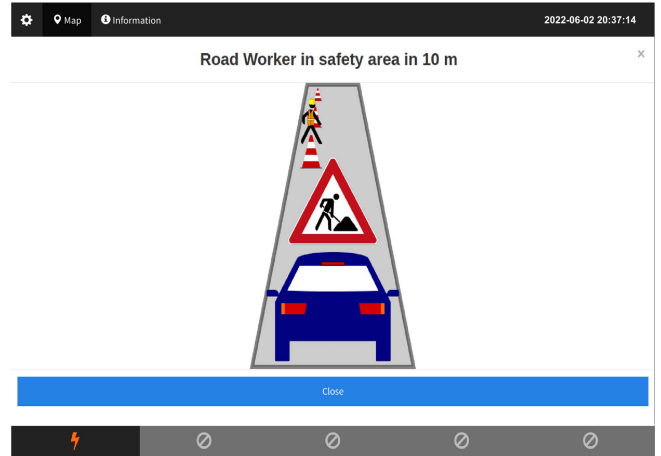 Map
Information
2022-06-02 20:37:14
Road Worker in safety area in 10 m
×
Close